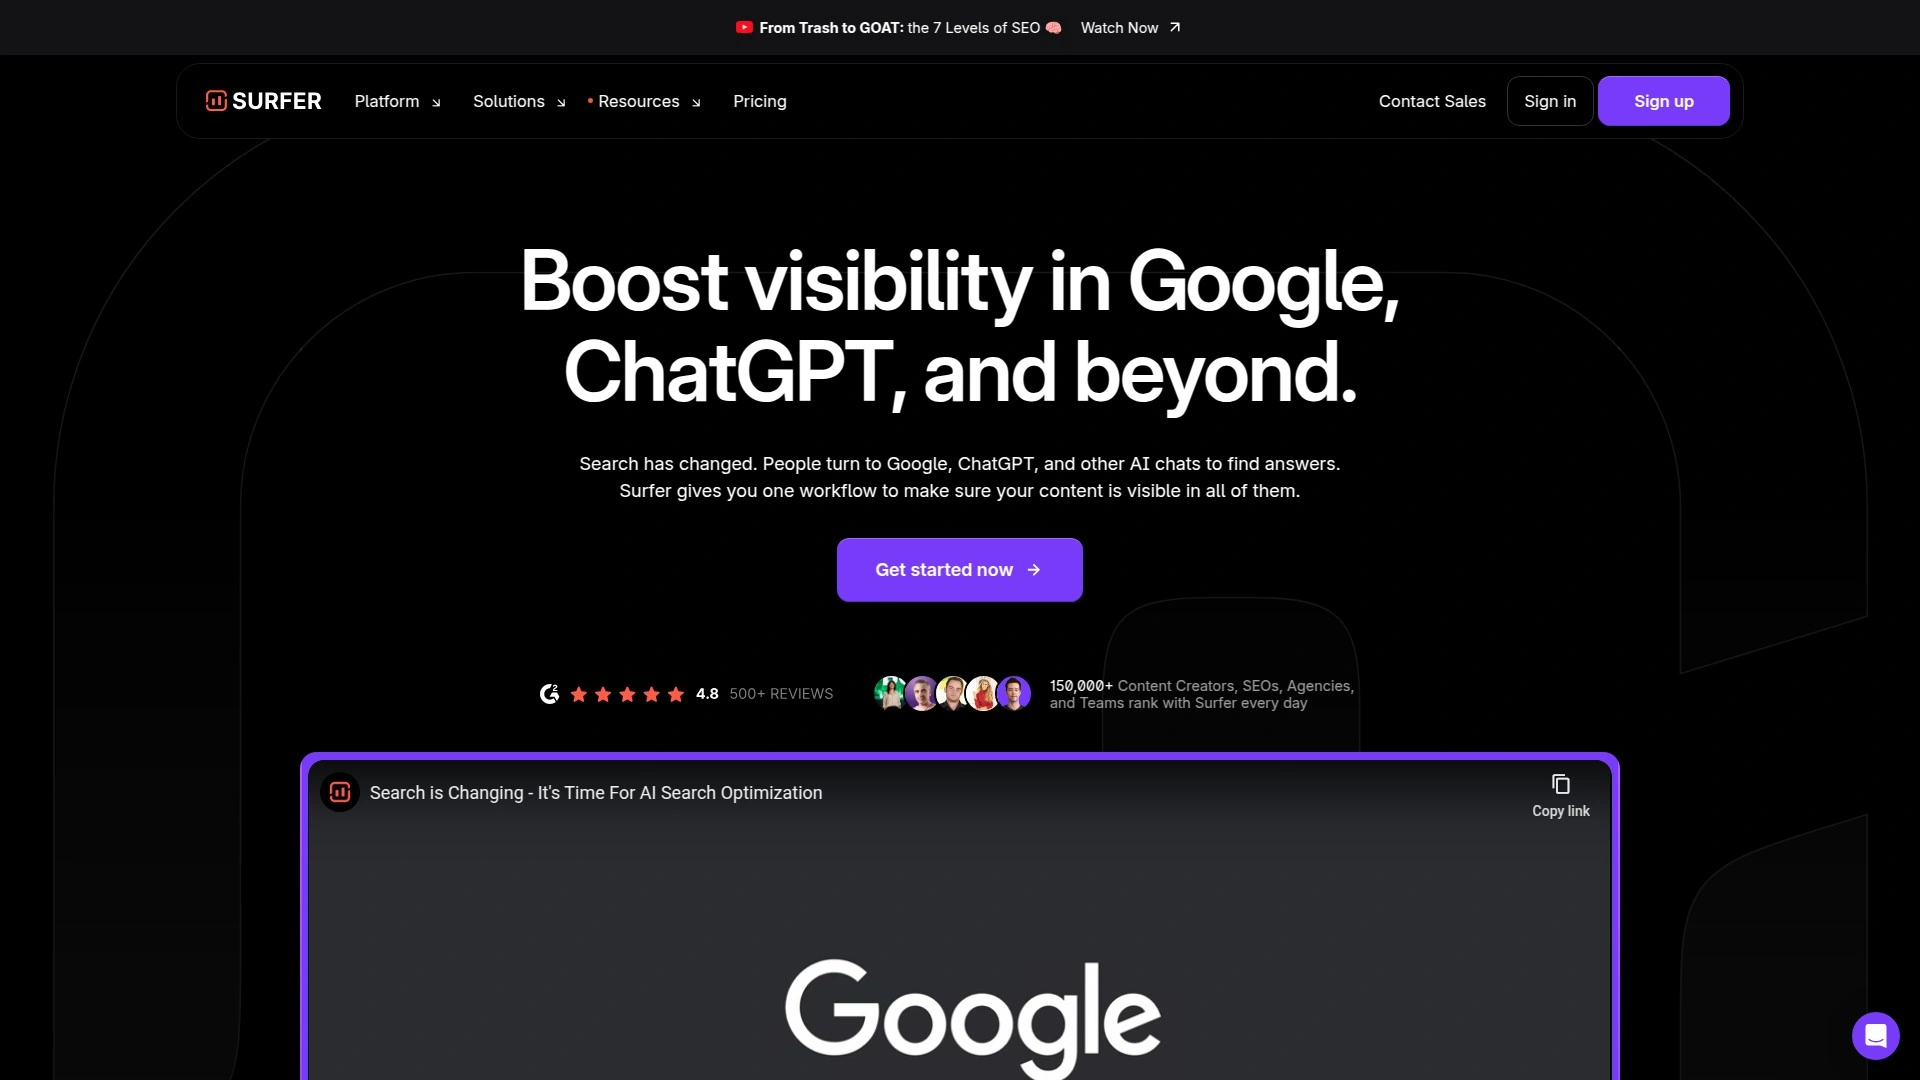 From Trash to GOAT: the 7 Levels of SEO 🧠 Watch Now
SURFER
Platform
Solutions
Resources
Pricing
Contact Sales
Sign in
Sign up
Boost visibility in Google,
ChatGPT, and beyond.
Search has changed. People turn to Google, ChatGPT, and other AI chats to find answers.
Surfer gives you one workflow to make sure your content is visible in all of them.
Get started now
G2
4.8 500+ REVIEWS
150,000+ Content Creators, SEOs, Agencies,
and Teams rank with Surfer every day
Search is Changing - It's Time For AI Search Optimization
Copy link
Google